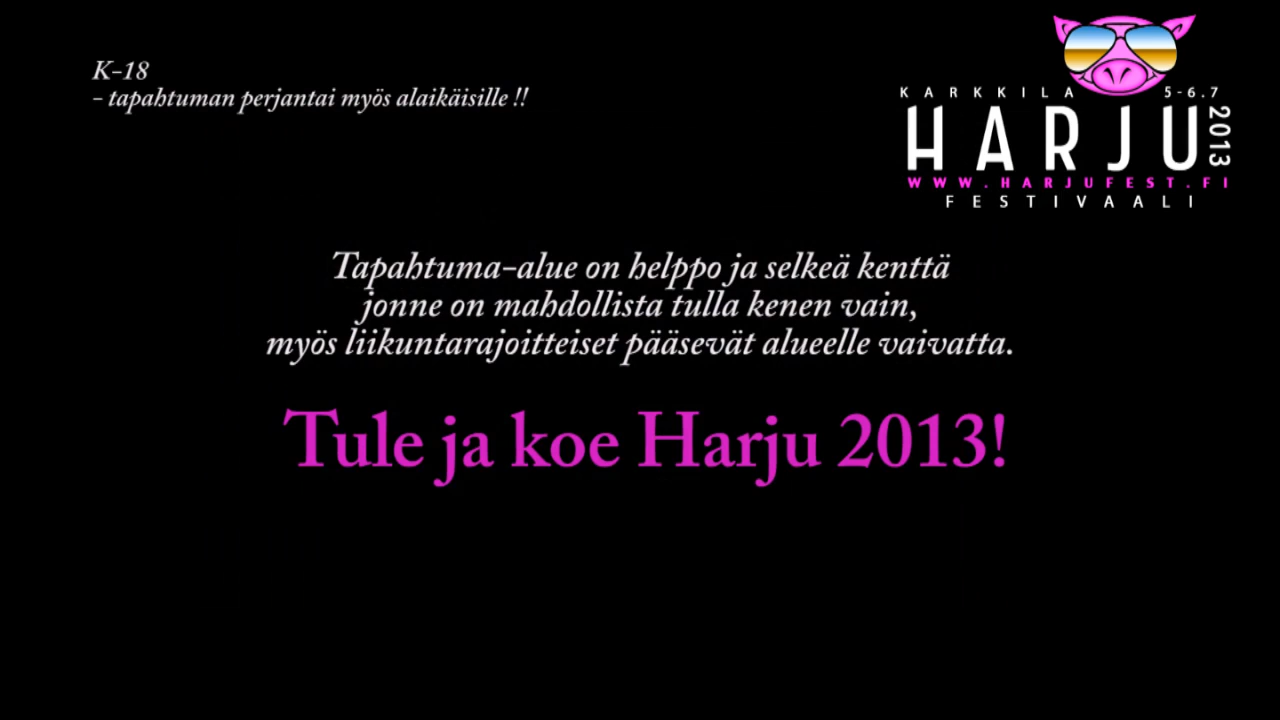 K-18
- tapahtuman perjantai myös alaikäisille !!
KARKKILA 5-6.7
HARJU 2013
WWW.HARJUFEST.FI
FESTIVAALI
Tapahtuma-alue on helppo ja selkeä kenttä
jonne on mahdollista tulla kenen vain,
myös liikuntarajoitteiset pääsevät alueelle vaivatta.
Tule ja koe Harju 2013!